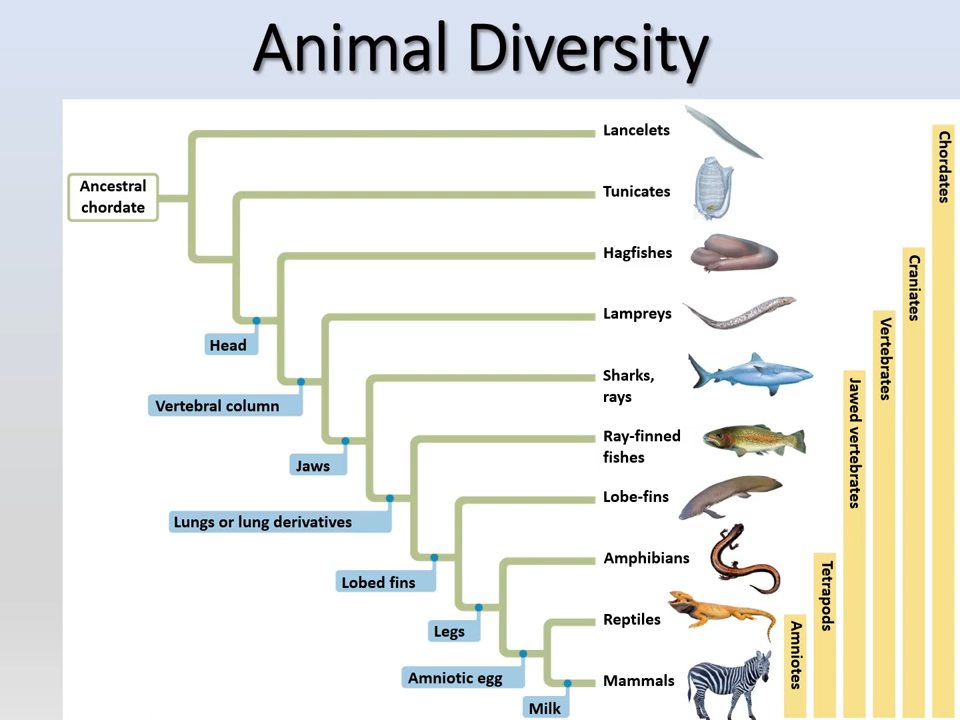 Animal Diversity
Ancestral
chordate
Lancelets
Tunicates
Hagfishes
Lampreys
Sharks,
rays
Ray-finned
fishes
Lobe-fins
Amphibians
Reptiles
Mammals
Head
Vertebral column
Jaws
Lungs or lung derivatives
Lobed fins
Legs
Amniotic egg
Milk
Chordates
Craniates
Vertebrates
Jawed vertebrates
Tetrapods
Amniotes